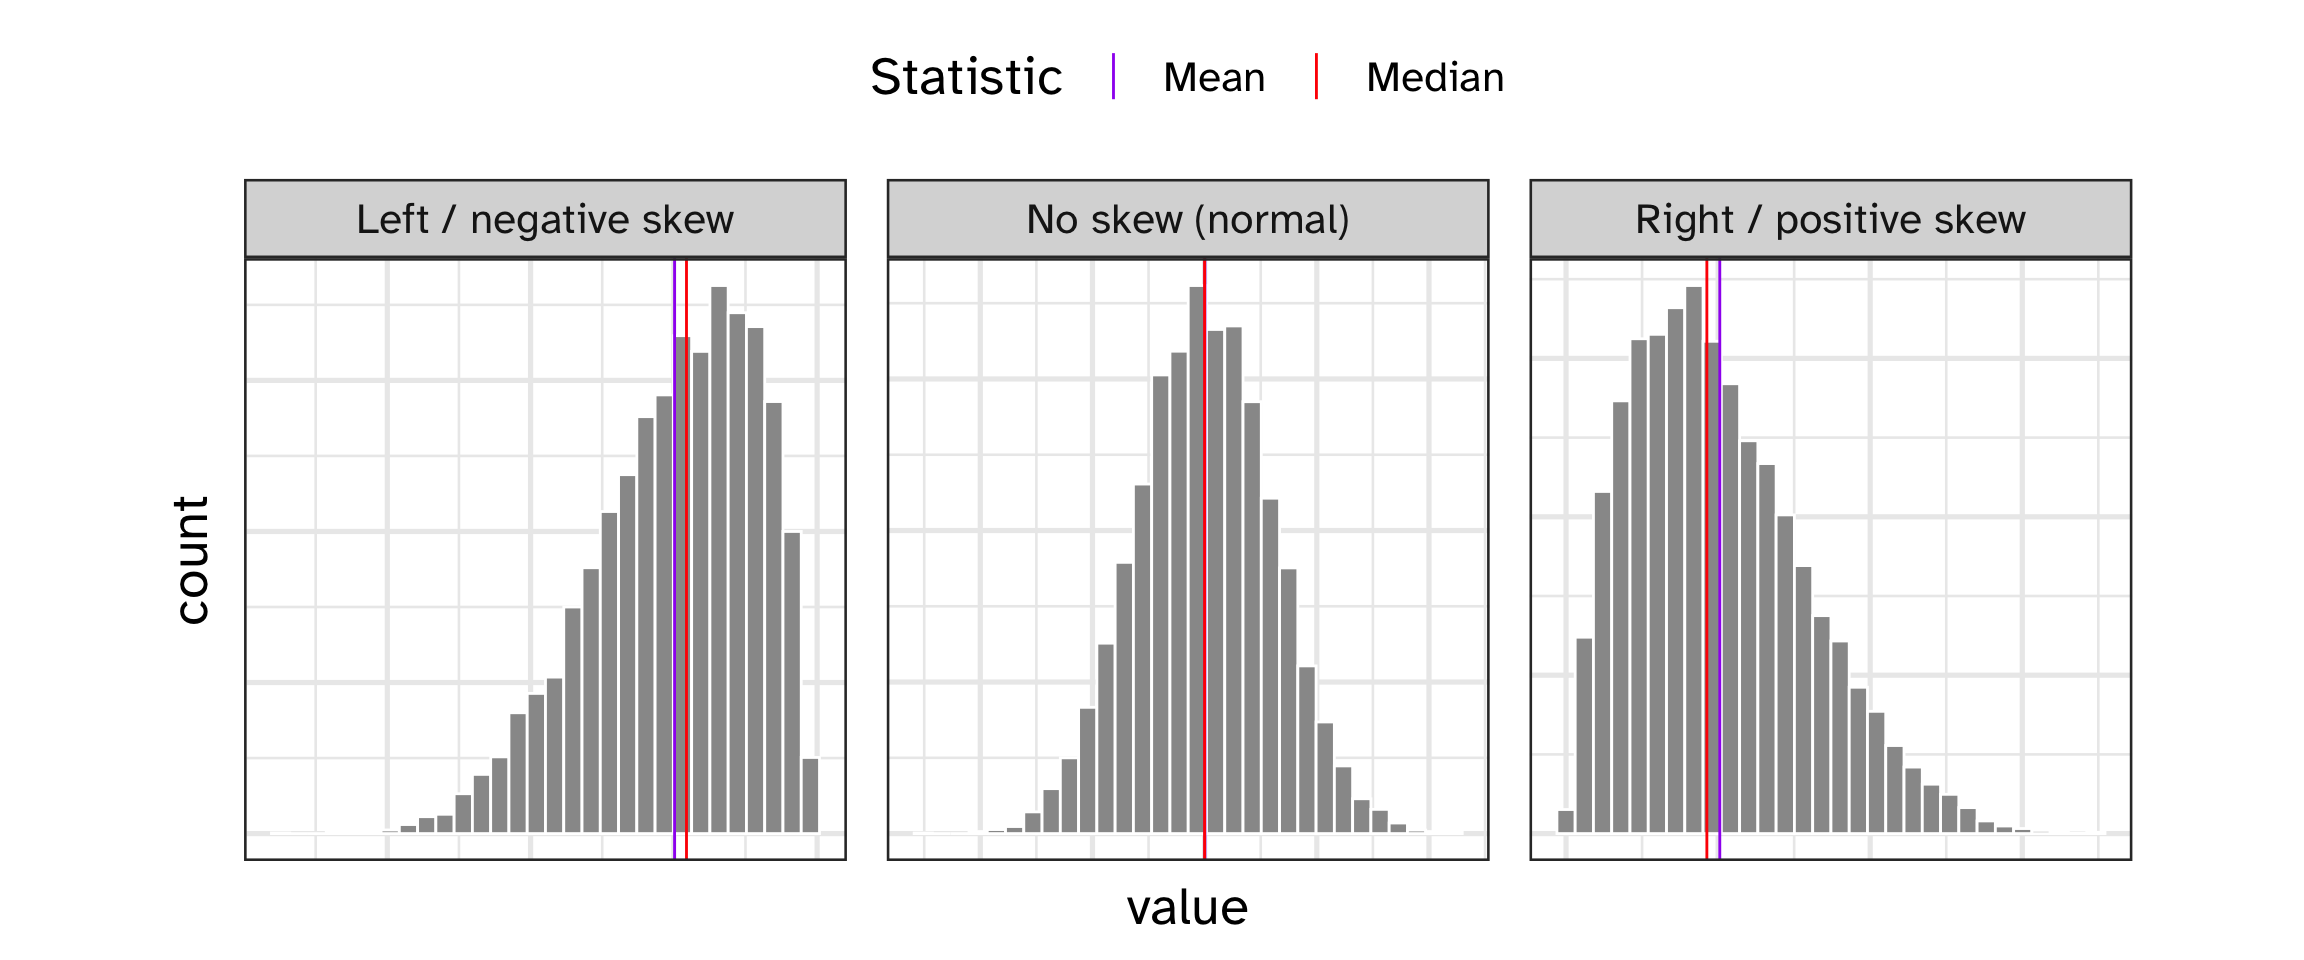 Statistic Mean Median
Left / negative skew
No skew (normal)
Right / positive skew
count
value